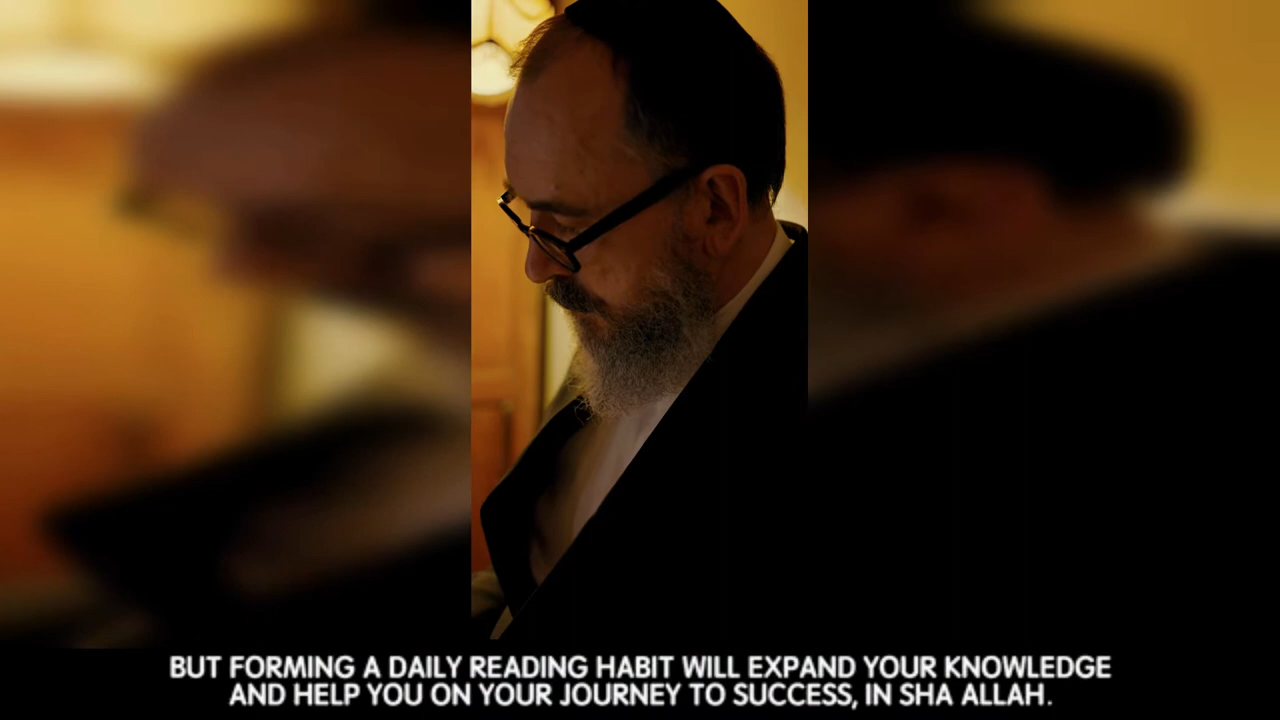 BUT FORMING A DAILY READING HABIT WILL EXPAND YOUR KNOWLEDGE
AND HELP YOU ON YOUR JOURNEY TO SUCCESS, IN SHA ALLAH.